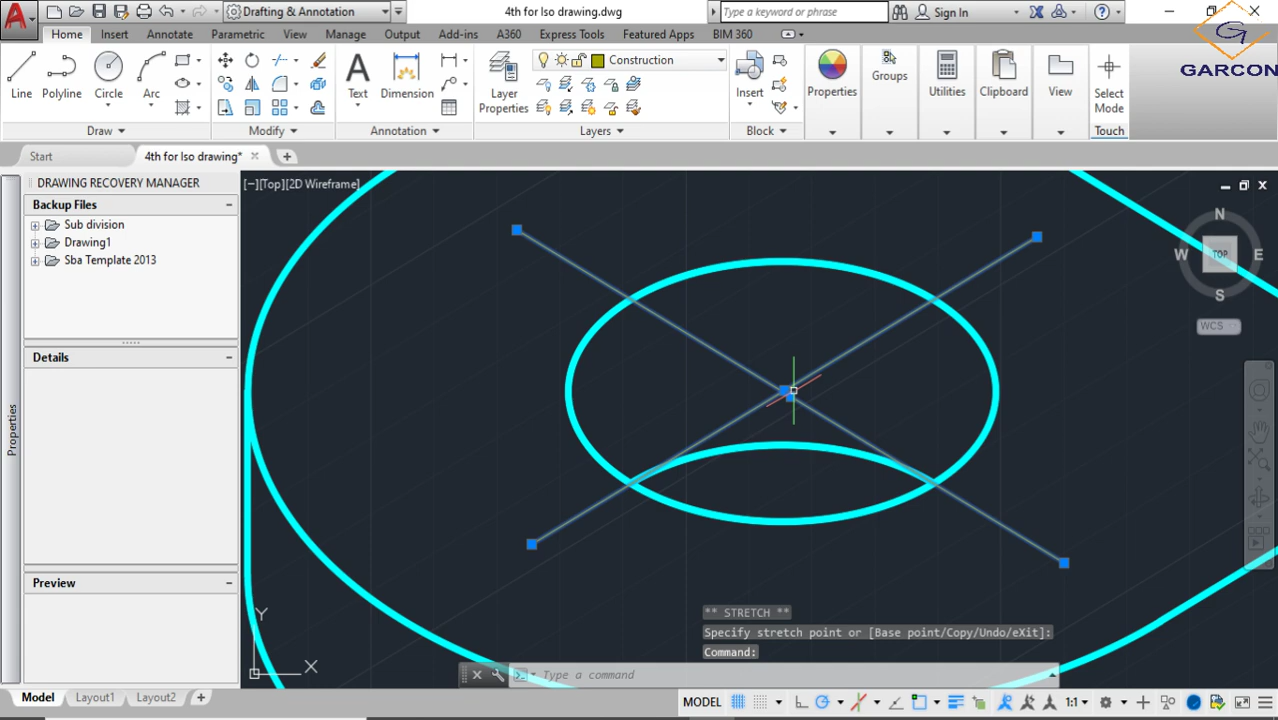 A
Drafting & Annotation
4th for Iso drawing.dwg
Type a keyword or phrase
Sign In
GARCON
Home Insert Annotate Parametric View Manage Output Add-ins A360 Express Tools Featured Apps BIM 360
Line Polyline Circle Arc
Draw
Modify
Text Dimension
Annotation
Layer Properties
Construction
Layers
Insert
Block
Properties
Groups
Utilities
Clipboard
View
Select Mode
Touch
Start
4th for Iso drawing*
DRAWING RECOVERY MANAGER
Backup Files
Sub division
Drawing1
Sba Template 2013
Details
Preview
Properties
[−][Top][2D Wireframe]
N
W TOP E
S
WCS
Y
X
** STRETCH **
Specify stretch point or [Base point/Copy/Undo/eXit]:
Command:
Type a command
Model Layout1 Layout2
MODEL
1:1